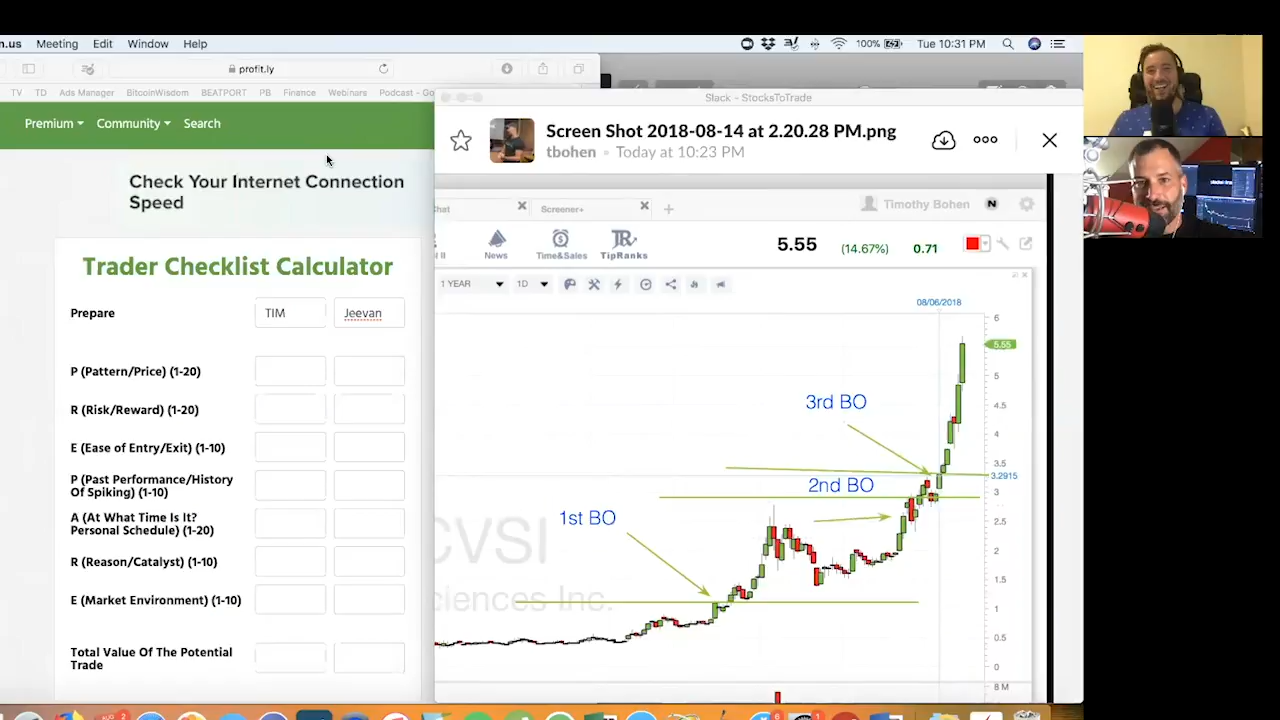 n.us Meeting Edit Window Help 100% Tue 10:31 PM
profit.ly
TV TD Ads Manager BitcoinWisdom BEATPORT PB Finance Webinars Podcast - Go
Premium Community Search
Check Your Internet Connection
Speed
Trader Checklist Calculator
Prepare TIM Jeevan
P (Pattern/Price) (1-20)
R (Risk/Reward) (1-20)
E (Ease of Entry/Exit) (1-10)
P (Past Performance/History
Of Spiking) (1-10)
A (At What Time Is It?
Personal Schedule) (1-20)
R (Reason/Catalyst) (1-10)
E (Market Environment) (1-10)
Total Value Of The Potential
Trade
Slack - StocksToTrade
Screen Shot 2018-08-14 at 2.20.28 PM.png
tbohen Today at 10:23 PM
Chat Screener+ Timothy Bohen N
l II News Time&Sales TipRanks 5.55 (14.67%) 0.71
1 YEAR 1D
08/06/2018
6
5.55
5
4.5
4
3.5
3.2915
3
2.5
2
1.5
1
0.5
0
8 M
3rd BO
2nd BO
1st BO
CVSI
ciences Inc.